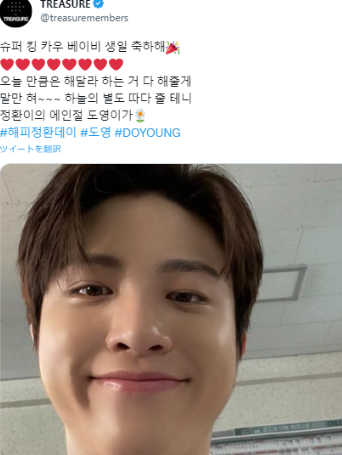 TREASURE
TREASURE
@treasuremembers
슈퍼 킹 카우 베이비 생일 축하해🎉
❤️❤️❤️❤️❤️❤️❤️❤️
오늘 만큼은 해달라 하는 거 다 해줄게
말만 혀~~~ 하늘의 별도 따다 줄 테니
정환이의 에인절 도영이가🌼
#해피정환데이 #도영 #DOYOUNG
ツイートを翻訳